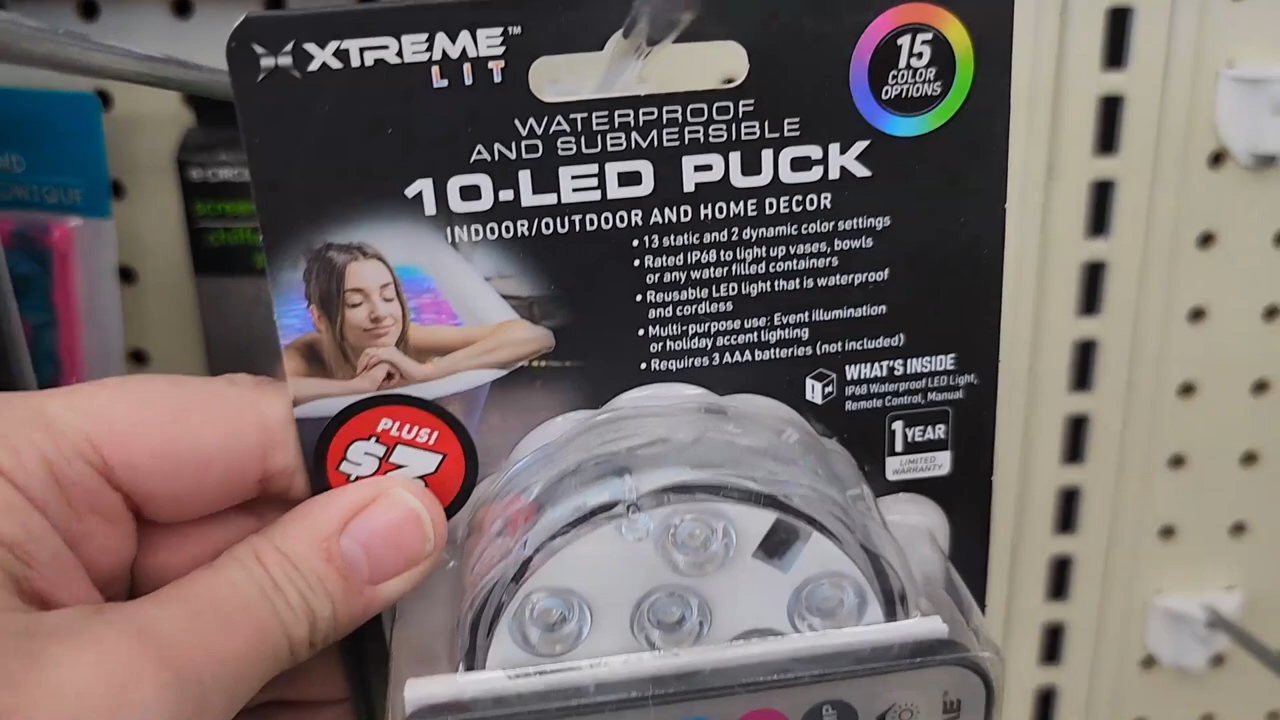 XTREME™
LIT
15
COLOR
OPTIONS
WATERPROOF
AND SUBMERSIBLE
10-LED PUCK
INDOOR/OUTDOOR AND HOME DECOR
• 13 static and 2 dynamic color settings
• Rated IP68 to light up vases, bowls
or any water filled containers
• Reusable LED light that is waterproof
and cordless
• Multi-purpose use: Event illumination
or holiday accent lighting
• Requires 3 AAA batteries (not included)
WHAT'S INSIDE
IP68 Waterproof LED Light,
Remote Control, Manual
1 YEAR
LIMITED
WARRANTY
PLUS!
$3